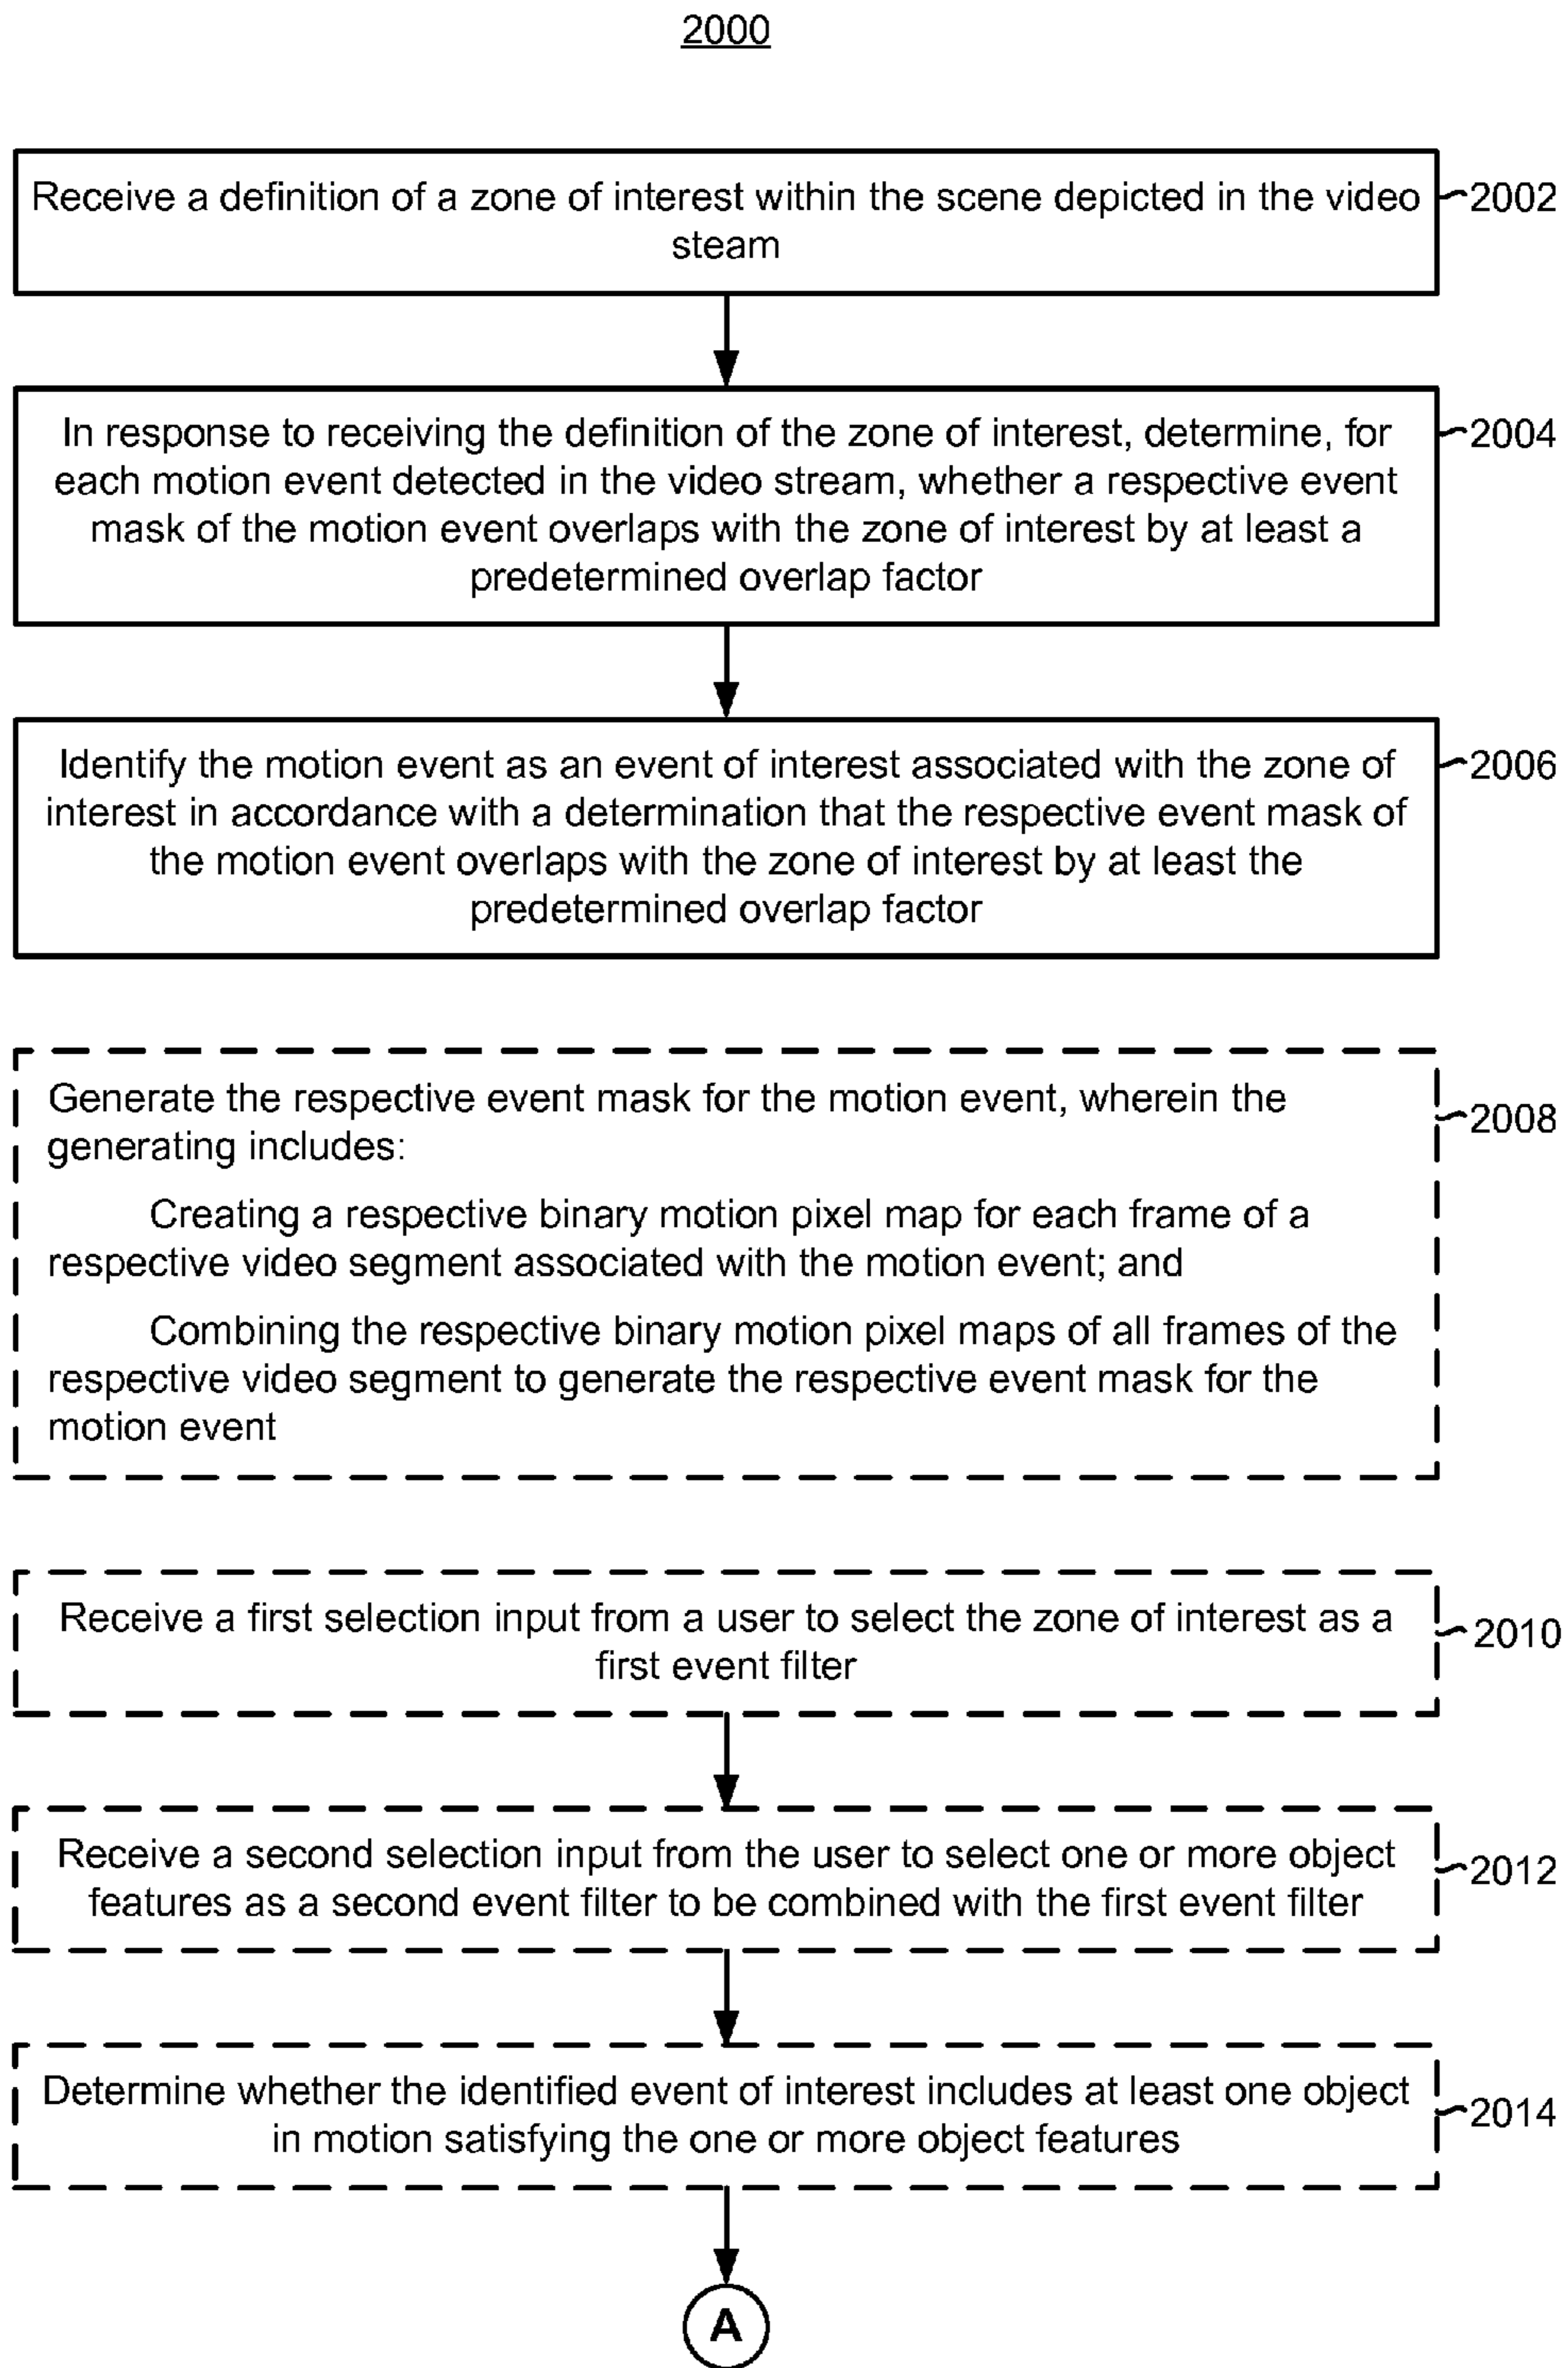 2000
Receive a definition of a zone of interest within the scene depicted in the video
steam
2002
In response to receiving the definition of the zone of interest, determine, for
each motion event detected in the video stream, whether a respective event
mask of the motion event overlaps with the zone of interest by at least a
predetermined overlap factor
2004
Identify the motion event as an event of interest associated with the zone of
interest in accordance with a determination that the respective event mask of
the motion event overlaps with the zone of interest by at least the
predetermined overlap factor
2006
Generate the respective event mask for the motion event, wherein the
generating includes:
Creating a respective binary motion pixel map for each frame of a
respective video segment associated with the motion event; and
Combining the respective binary motion pixel maps of all frames of the
respective video segment to generate the respective event mask for the
motion event
2008
Receive a first selection input from a user to select the zone of interest as a
first event filter
2010
Receive a second selection input from the user to select one or more object
features as a second event filter to be combined with the first event filter
2012
Determine whether the identified event of interest includes at least one object
in motion satisfying the one or more object features
2014
A